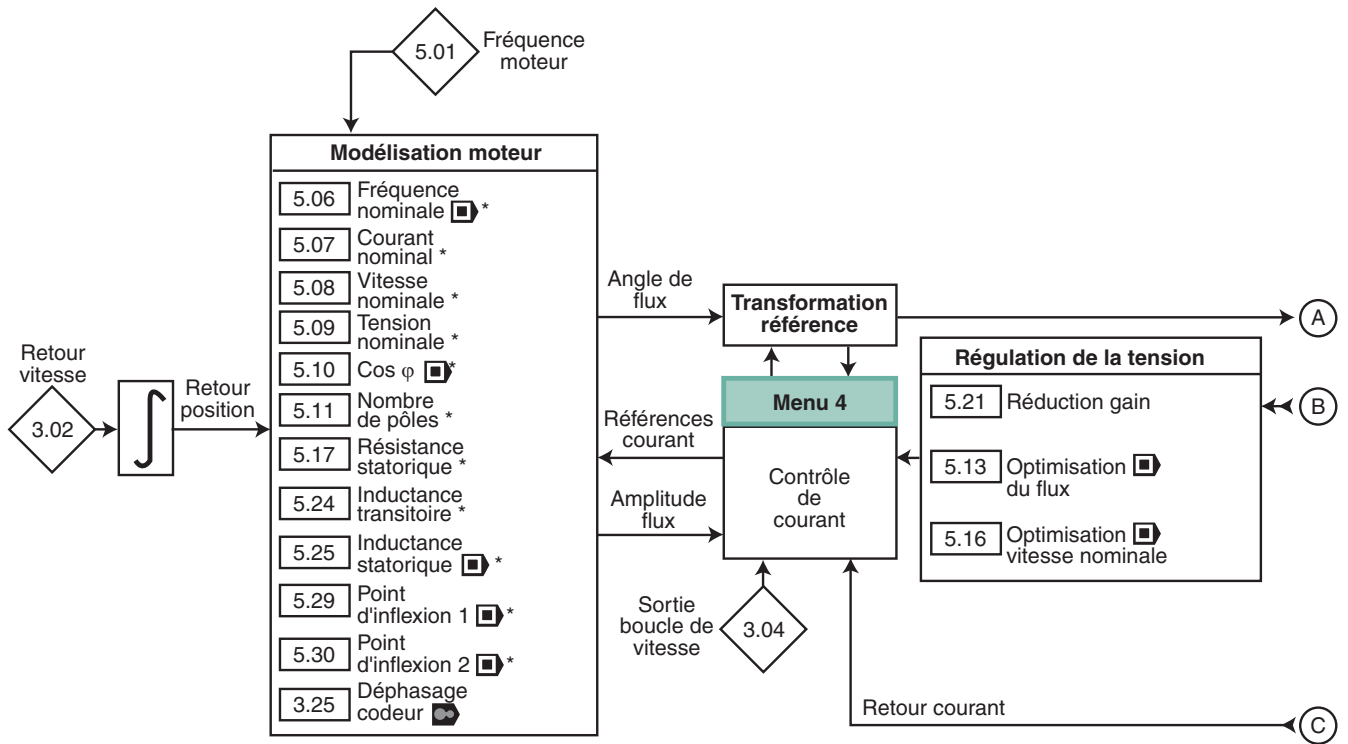 5.01
Fréquence
moteur
Modélisation moteur
5.06 Fréquence
nominale *
5.07 Courant
nominal *
5.08 Vitesse
nominale *
5.09 Tension
nominale *
5.10 Cos φ *
5.11 Nombre
de pôles *
5.17 Résistance
statorique *
5.24 Inductance
transitoire *
5.25 Inductance
statorique *
5.29 Point
d'inflexion 1 *
5.30 Point
d'inflexion 2 *
3.25 Déphasage
codeur
Retour
vitesse
3.02
∫
Retour
position
Angle de
flux
Références
courant
Amplitude
flux
Transformation
référence
Menu 4
Contrôle
de
courant
Sortie
boucle de
vitesse
3.04
Régulation de la tension
5.21 Réduction gain
5.13 Optimisation
du flux
5.16 Optimisation
vitesse nominale
Retour courant
A
B
C